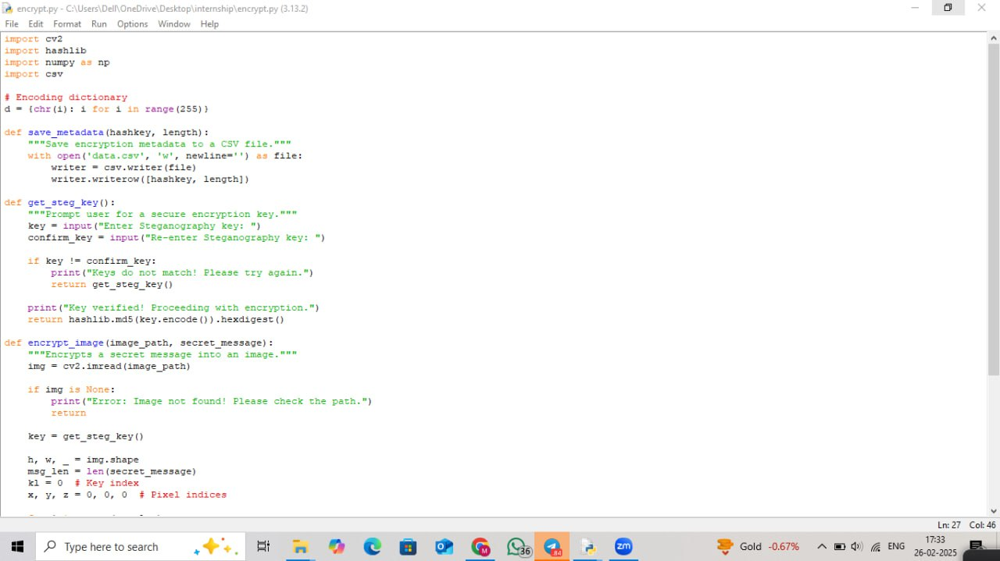 encrypt.py - C:\Users\Dell\OneDrive\Desktop\internship\encrypt.py (3.13.2)
File Edit Format Run Options Window Help
import cv2
import hashlib
import numpy as np
import csv
# Encoding dictionary
d = {chr(i): i for i in range(255)}
def save_metadata(hashkey, length):
    """Save encryption metadata to a CSV file."""
    with open('data.csv', 'w', newline='') as file:
        writer = csv.writer(file)
        writer.writerow([hashkey, length])
def get_steg_key():
    """Prompt user for a secure encryption key."""
    key = input("Enter Steganography key: ")
    confirm_key = input("Re-enter Steganography key: ")
    if key != confirm_key:
        print("Keys do not match! Please try again.")
        return get_steg_key()
    print("Key verified! Proceeding with encryption.")
    return hashlib.md5(key.encode()).hexdigest()
def encrypt_image(image_path, secret_message):
    """Encrypts a secret message into an image."""
    img = cv2.imread(image_path)
    if img is None:
        print("Error: Image not found! Please check the path.")
        return
    key = get_steg_key()
    h, w, _ = img.shape
    msg_len = len(secret_message)
    kl = 0  # Key index
    x, y, z = 0, 0, 0  # Pixel indices
Ln: 27 Col: 46
Type here to search
M
36
84
zm
Gold -0.67%
ENG
17:33
26-02-2025